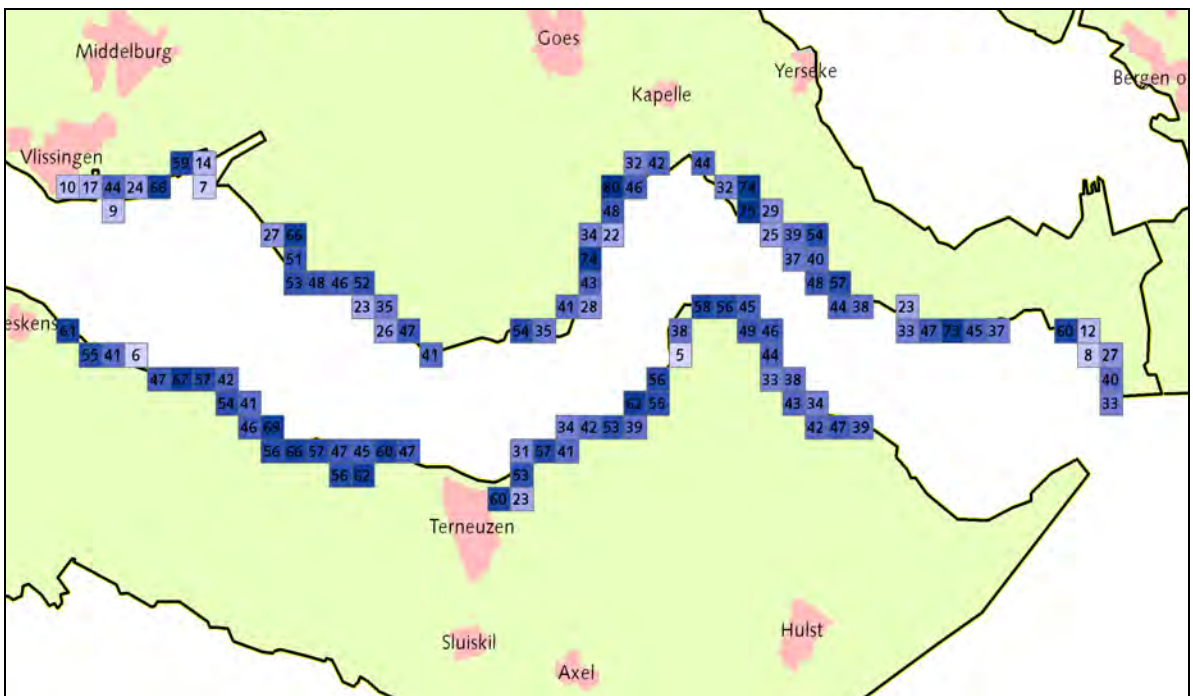 Goes
Middelburg
Yerseke
Bergen o
Kapelle
Vlissingen
59 14
32 42 44
10 17 44 24 66 7
80 46 32 74
9
48 75 29
27 66
34 22 25 39 54
51
74 37 40
53 48 46 52
43 48 57
23 35
41 28 58 56 45 44 38 23
eskens 61
26 47
54 35 38 49 46 33 47 73 45 37 60 12
55 41 6
41 5 44 8 27
47 67 57 42
56 33 38 40
54 41
62 43 34 33
46 69
34 42 53 39 42 47 39
56 66 57 47 45 60 47
31 41
56 62
53
60 23
Terneuzen
Hulst
Sluiskil
Axel